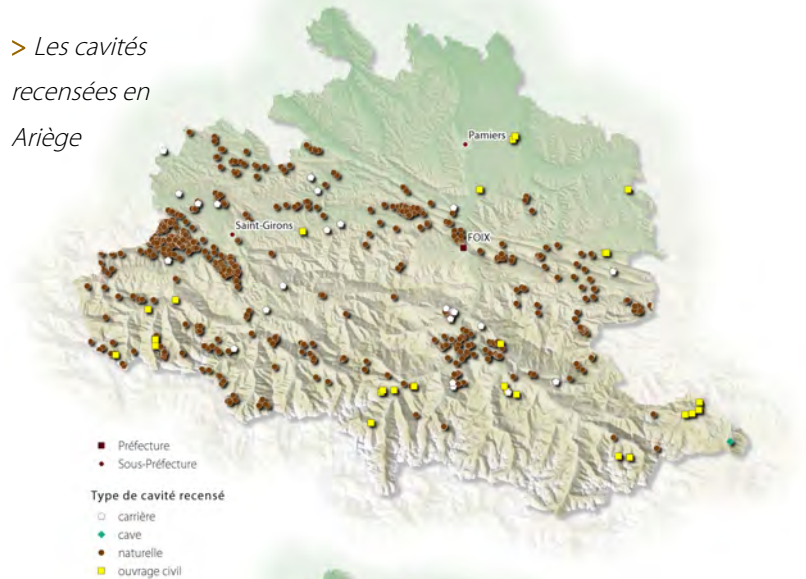 > Les cavités
recensées en
Ariège
Pamiers
Saint-Girons
FOIX
Préfecture
Sous-Préfecture
Type de cavité recensé
carrière
cave
naturelle
ouvrage civil